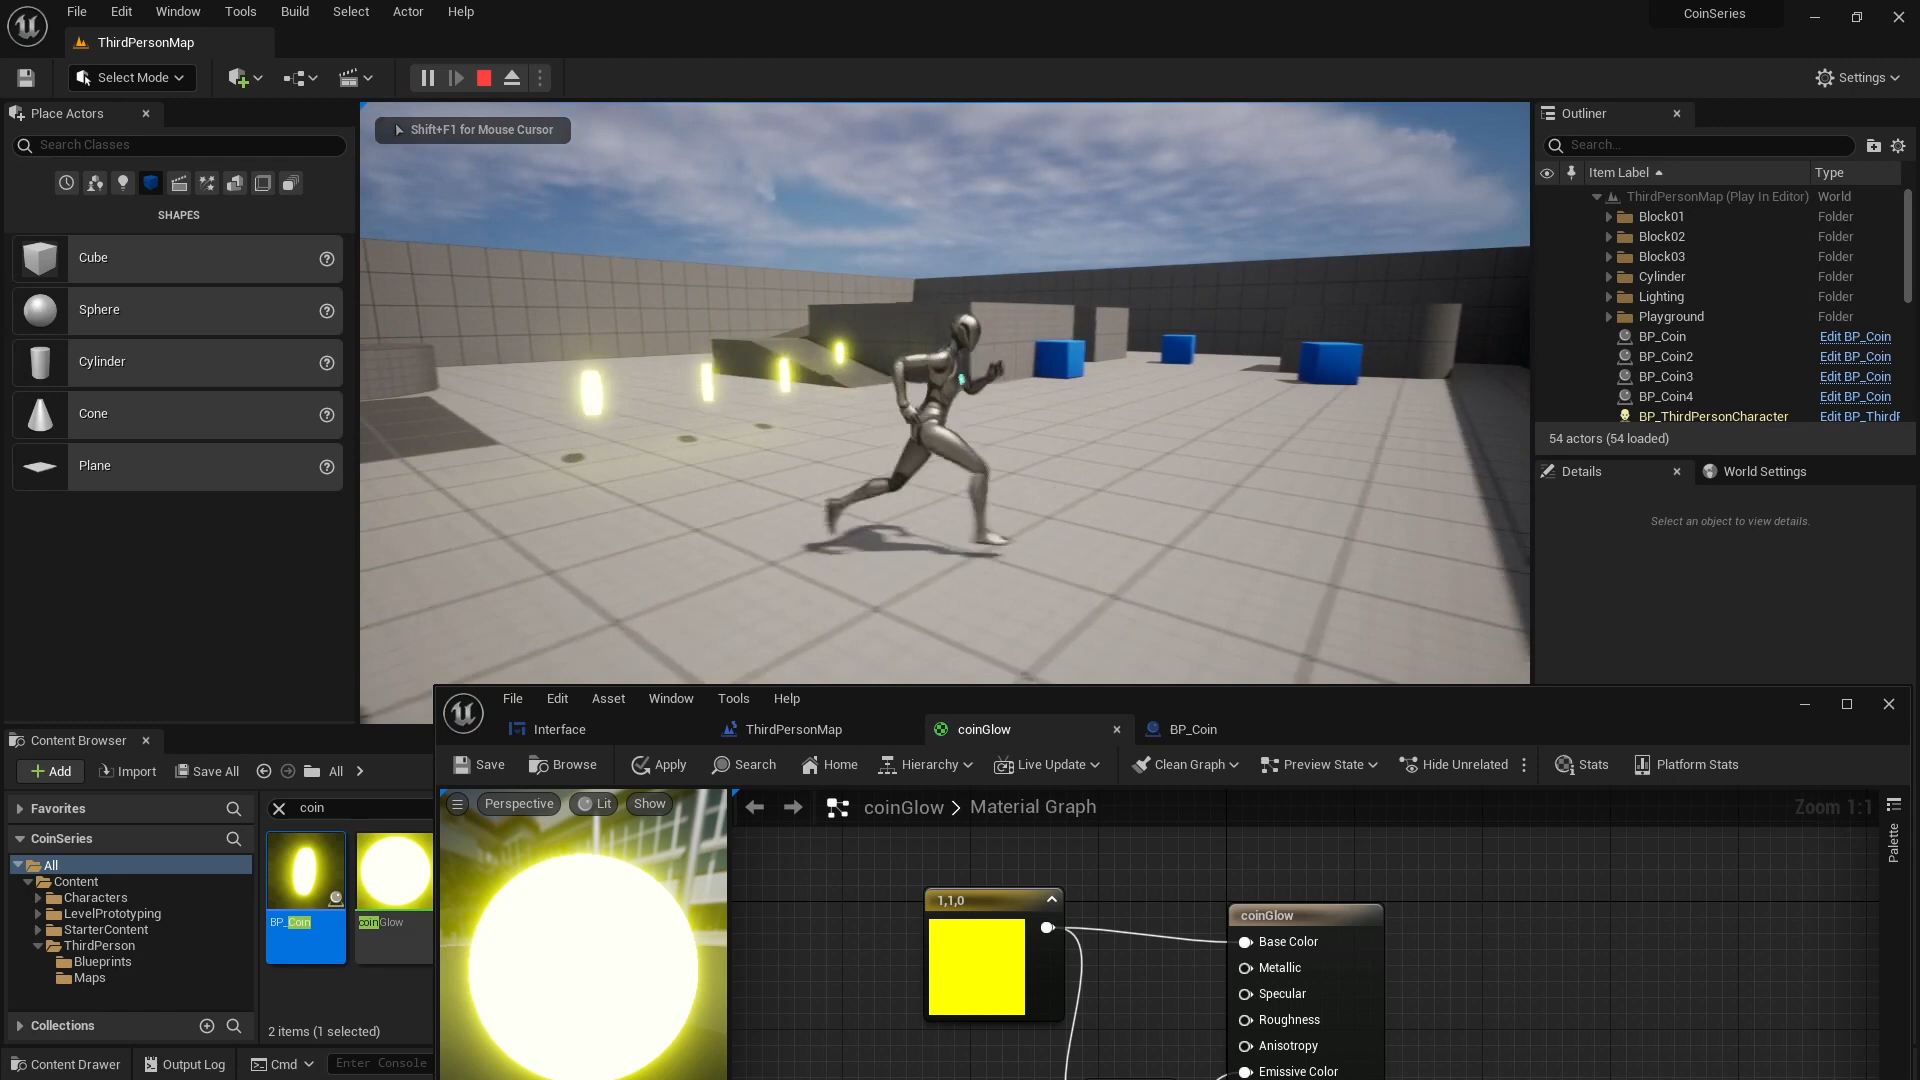 File Edit Window Tools Build Select Actor Help
CoinSeries
ThirdPersonMap
Select Mode
Settings
Place Actors
Search Classes
SHAPES
Cube
Sphere
Cylinder
Cone
Plane
Shift+F1 for Mouse Cursor
Outliner
Search...
Item Label Type
ThirdPersonMap (Play In Editor) World
Block01 Folder
Block02 Folder
Block03 Folder
Cylinder Folder
Lighting Folder
Playground Folder
BP_Coin Edit BP_Coin
BP_Coin2 Edit BP_Coin
BP_Coin3 Edit BP_Coin
BP_Coin4 Edit BP_Coin
BP_ThirdPersonCharacter Edit BP_ThirdP
54 actors (54 loaded)
Details World Settings
Select an object to view details.
Content Browser
Add Import Save All All
Favorites
CoinSeries
All
Content
Characters
LevelPrototyping
StarterContent
ThirdPerson
Blueprints
Maps
Collections
coin
BP_Coin coinGlow
2 items (1 selected)
Content Drawer Output Log Cmd Enter Console
File Edit Asset Window Tools Help
Interface ThirdPersonMap coinGlow BP_Coin
Save Browse Apply Search Home Hierarchy Live Update Clean Graph Preview State Hide Unrelated Stats Platform Stats
Perspective Lit Show
coinGlow > Material Graph
Zoom 1:1
Palette
1,1,0
coinGlow
Base Color
Metallic
Specular
Roughness
Anisotropy
Emissive Color